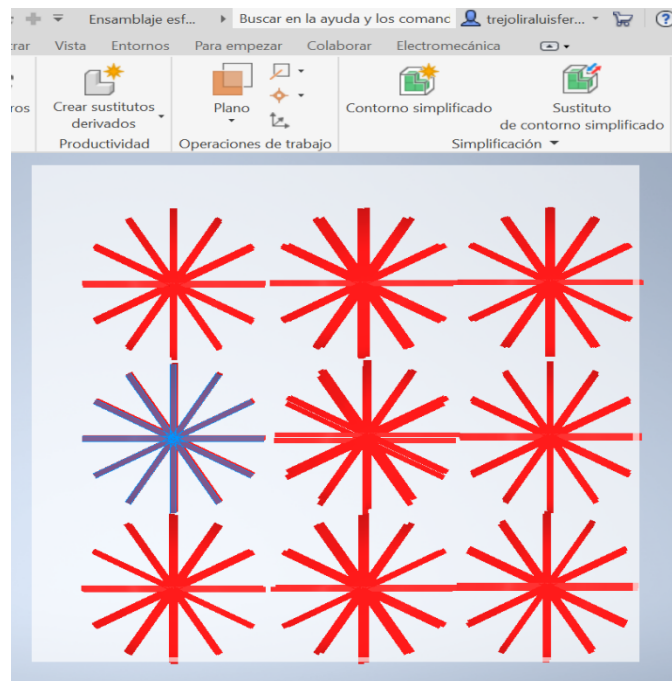 Ensamblaje esf... Buscar en la ayuda y los comanc trejoliraluisfer...
trar Vista Entornos Para empezar Colaborar Electromecánica
ros Crear sustitutos Plano Contorno simplificado Sustituto
derivados de contorno simplificado
Productividad Operaciones de trabajo Simplificación